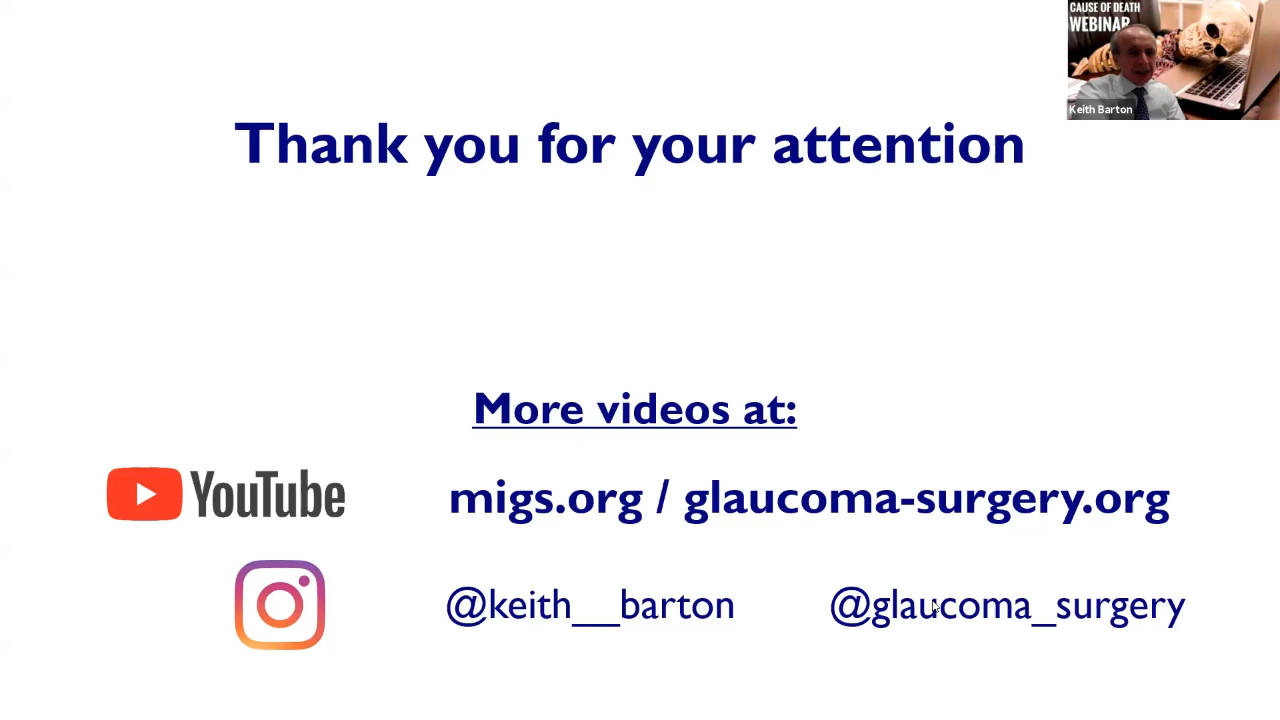 CAUSE OF DEATH
WEBINAR
Keith Barton
Thank you for your attention
More videos at:
YouTube migs.org / glaucoma-surgery.org
@keith__barton @glaucoma_surgery